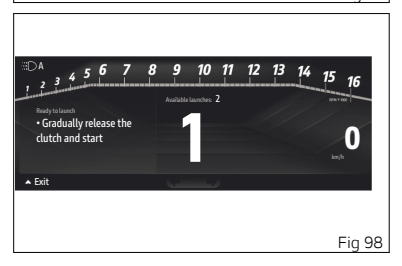 A
1 2 3 4 5 6 7 8 9 10 11 12 13 14 15 16
RPM × 1000
Ready to launch
Available launches: 2
• Gradually release the
clutch and start
1
0
km/h
Exit
Fig 98